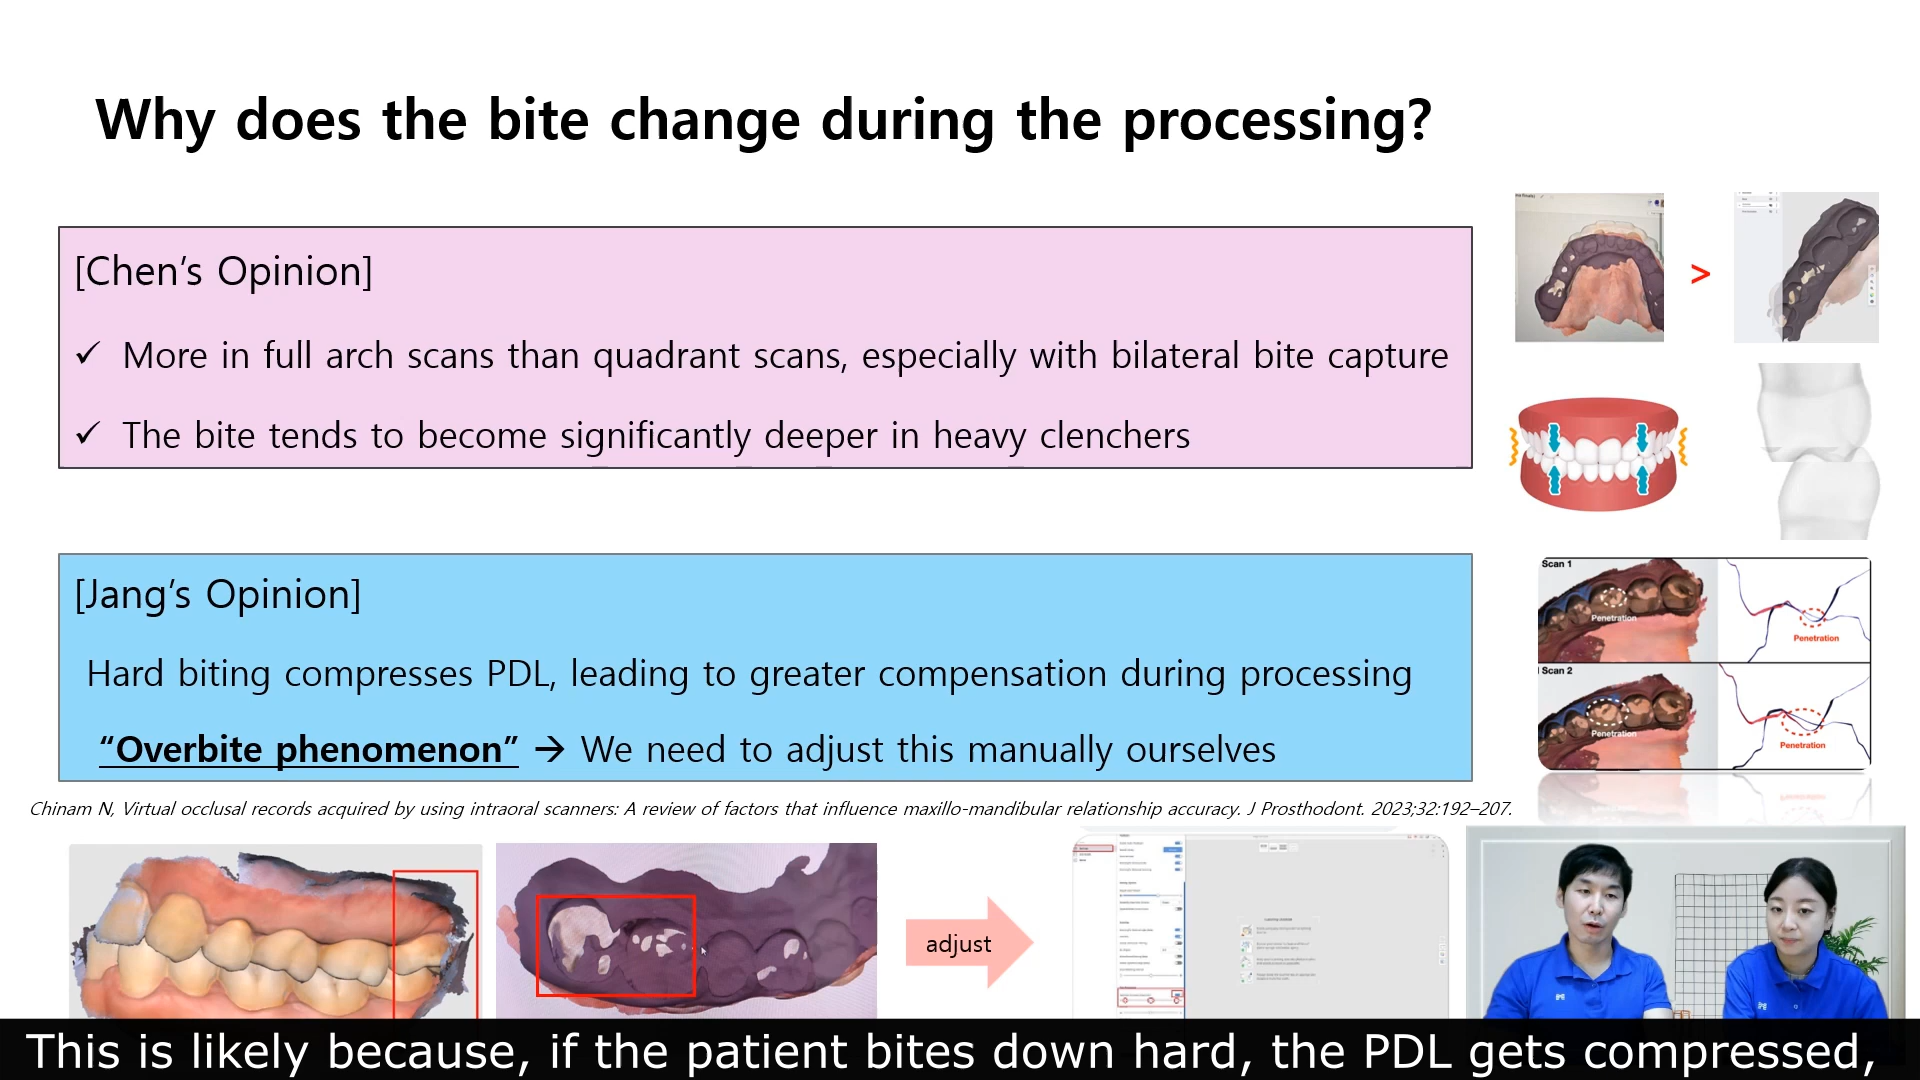 Why does the bite change during the processing?
[Chen’s Opinion]
✓ More in full arch scans than quadrant scans, especially with bilateral bite capture
✓ The bite tends to become significantly deeper in heavy clenchers
>
[Jang’s Opinion]
Hard biting compresses PDL, leading to greater compensation during processing
“Overbite phenomenon” → We need to adjust this manually ourselves
Scan 1
Penetration
Penetration
Scan 2
Penetration
Penetration
Chinam N, Virtual occlusal records acquired by using intraoral scanners: A review of factors that influence maxillo-mandibular relationship accuracy. J Prosthodont. 2023;32:192–207.
adjust
This is likely because, if the patient bites down hard, the PDL gets compressed,